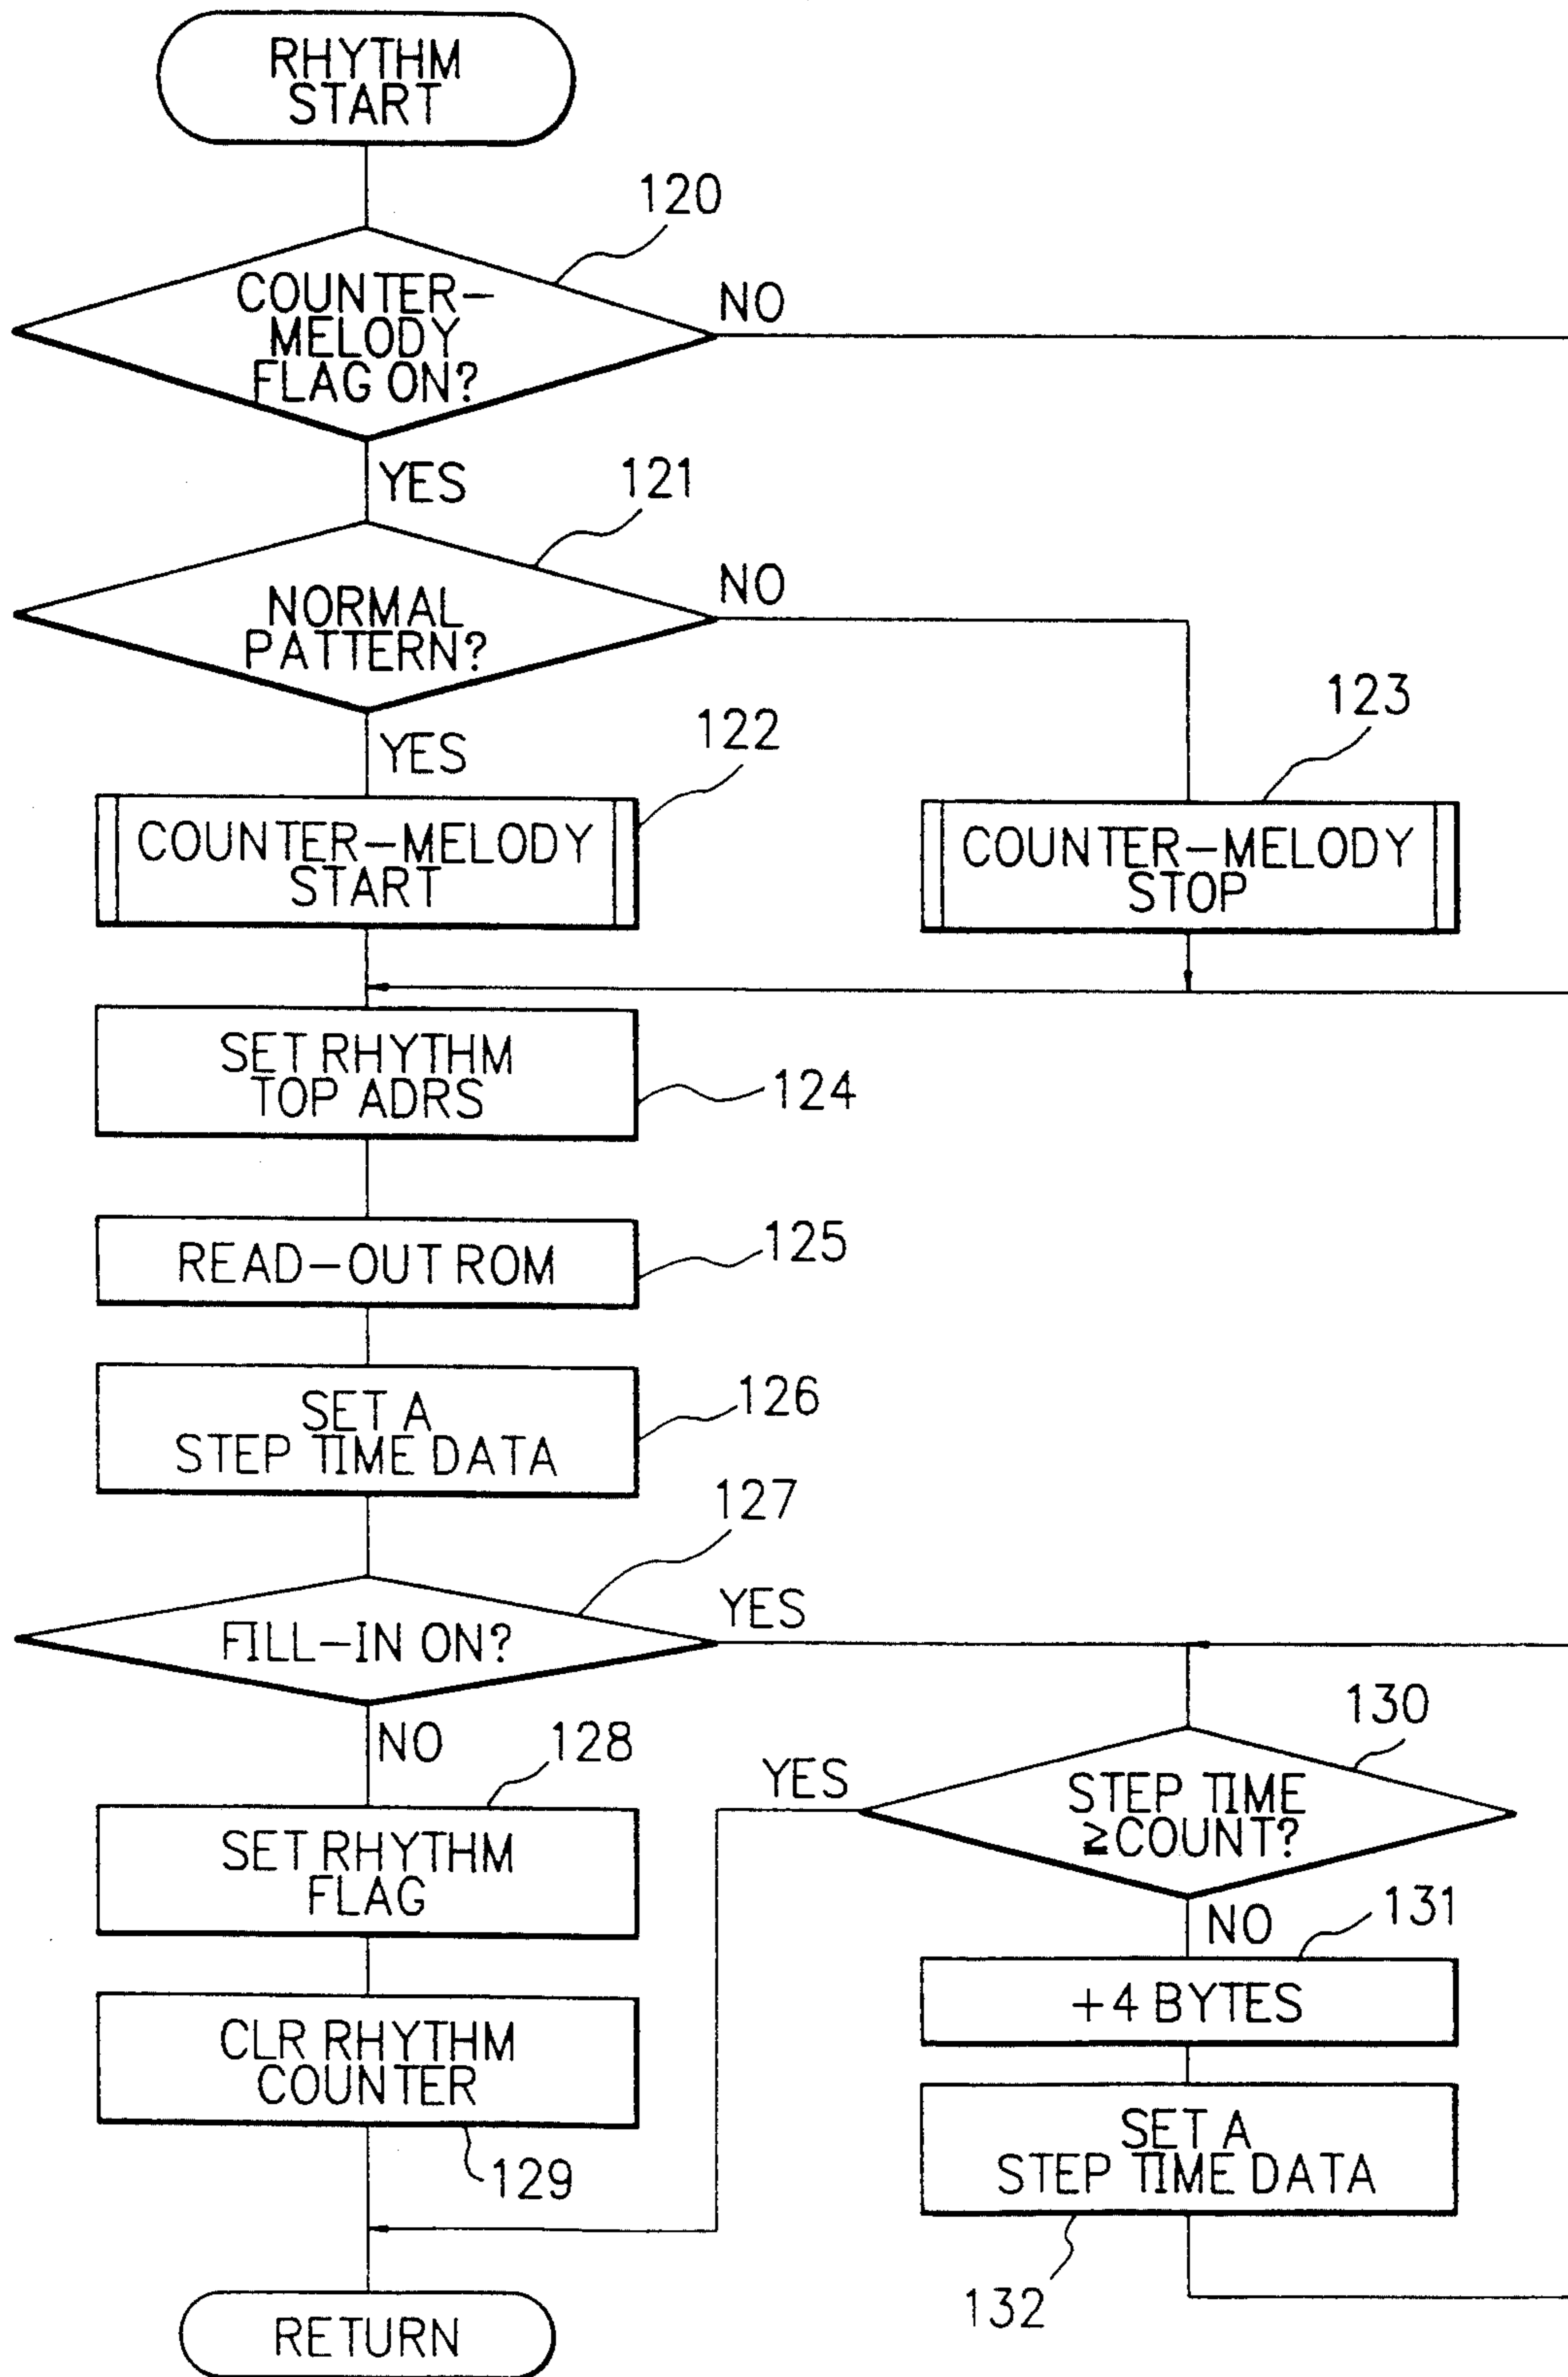 RHYTHM
START
120
COUNTER-
MELODY
FLAG ON?
NO
YES
121
NORMAL
PATTERN?
NO
YES
122
COUNTER-MELODY
START
123
COUNTER-MELODY
STOP
SET RHYTHM
TOP ADRS
124
READ-OUT ROM
125
SET A
STEP TIME DATA
126
127
FILL-IN ON?
YES
NO
128
SET RHYTHM
FLAG
CLR RHYTHM
COUNTER
129
130
YES
STEP TIME
≥COUNT?
NO
131
+4 BYTES
SET A
STEP TIME DATA
132
RETURN